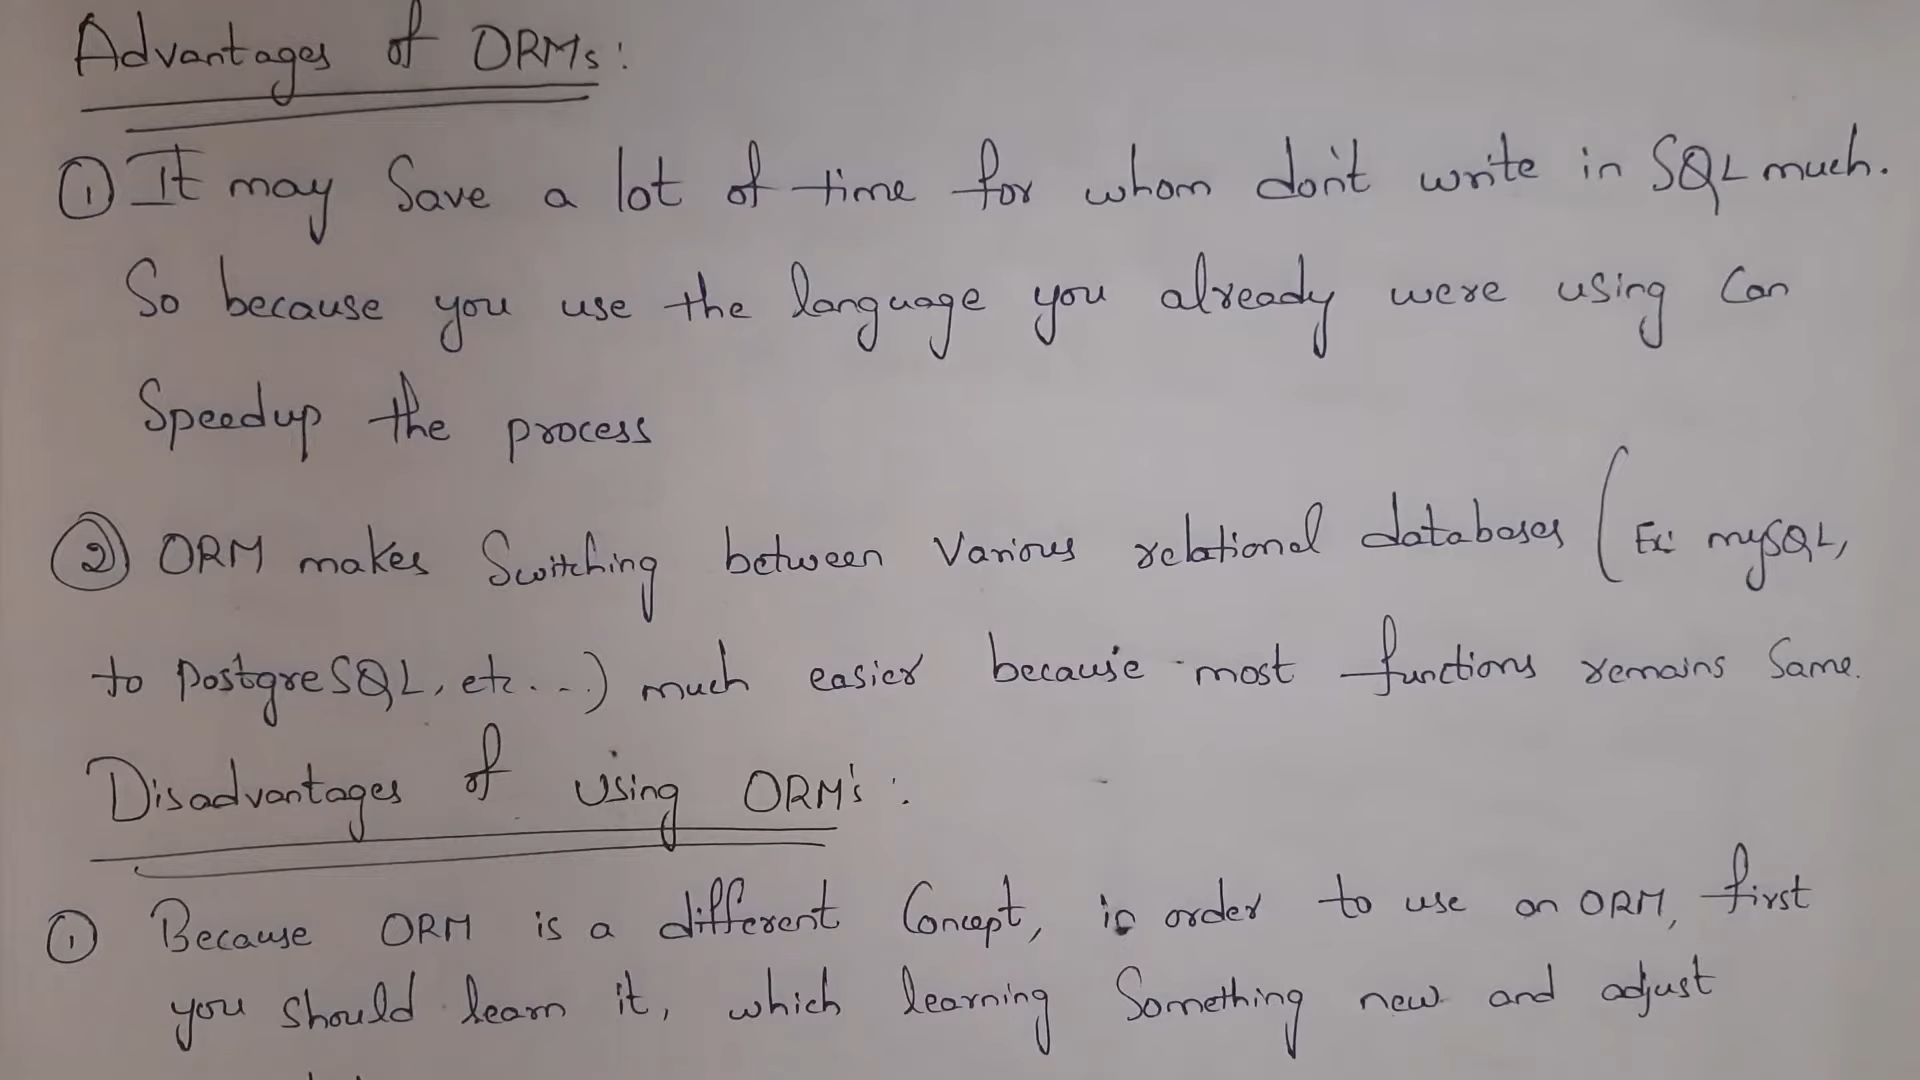 Advantages of ORMs:
① It may Save a lot of time for whom don't write in SQL much.
So because you use the language you already were using Can
Speedup the process
② ORM makes Switching between Various relational databases (Ex: mySQL,
to PostgreSQL, etc...) much easier because most functions remains Same.
Disadvantages of using ORM's:
① Because ORM is a different Concept, in order to use an ORM, first
you should learn it, which learning Something new and adjust